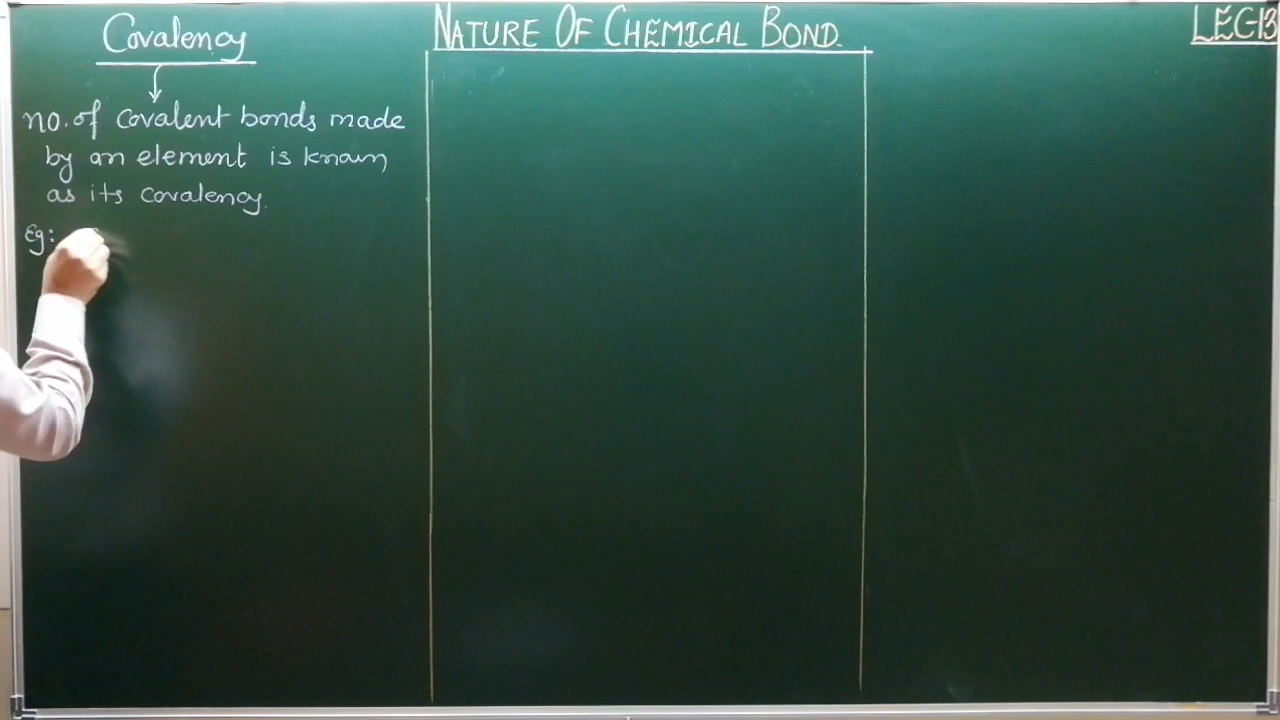 NATURE OF CHEMICAL BOND.
LEC-13
Covalency
no. of covalent bonds made
by an element is known
as its covalency.
Eg: